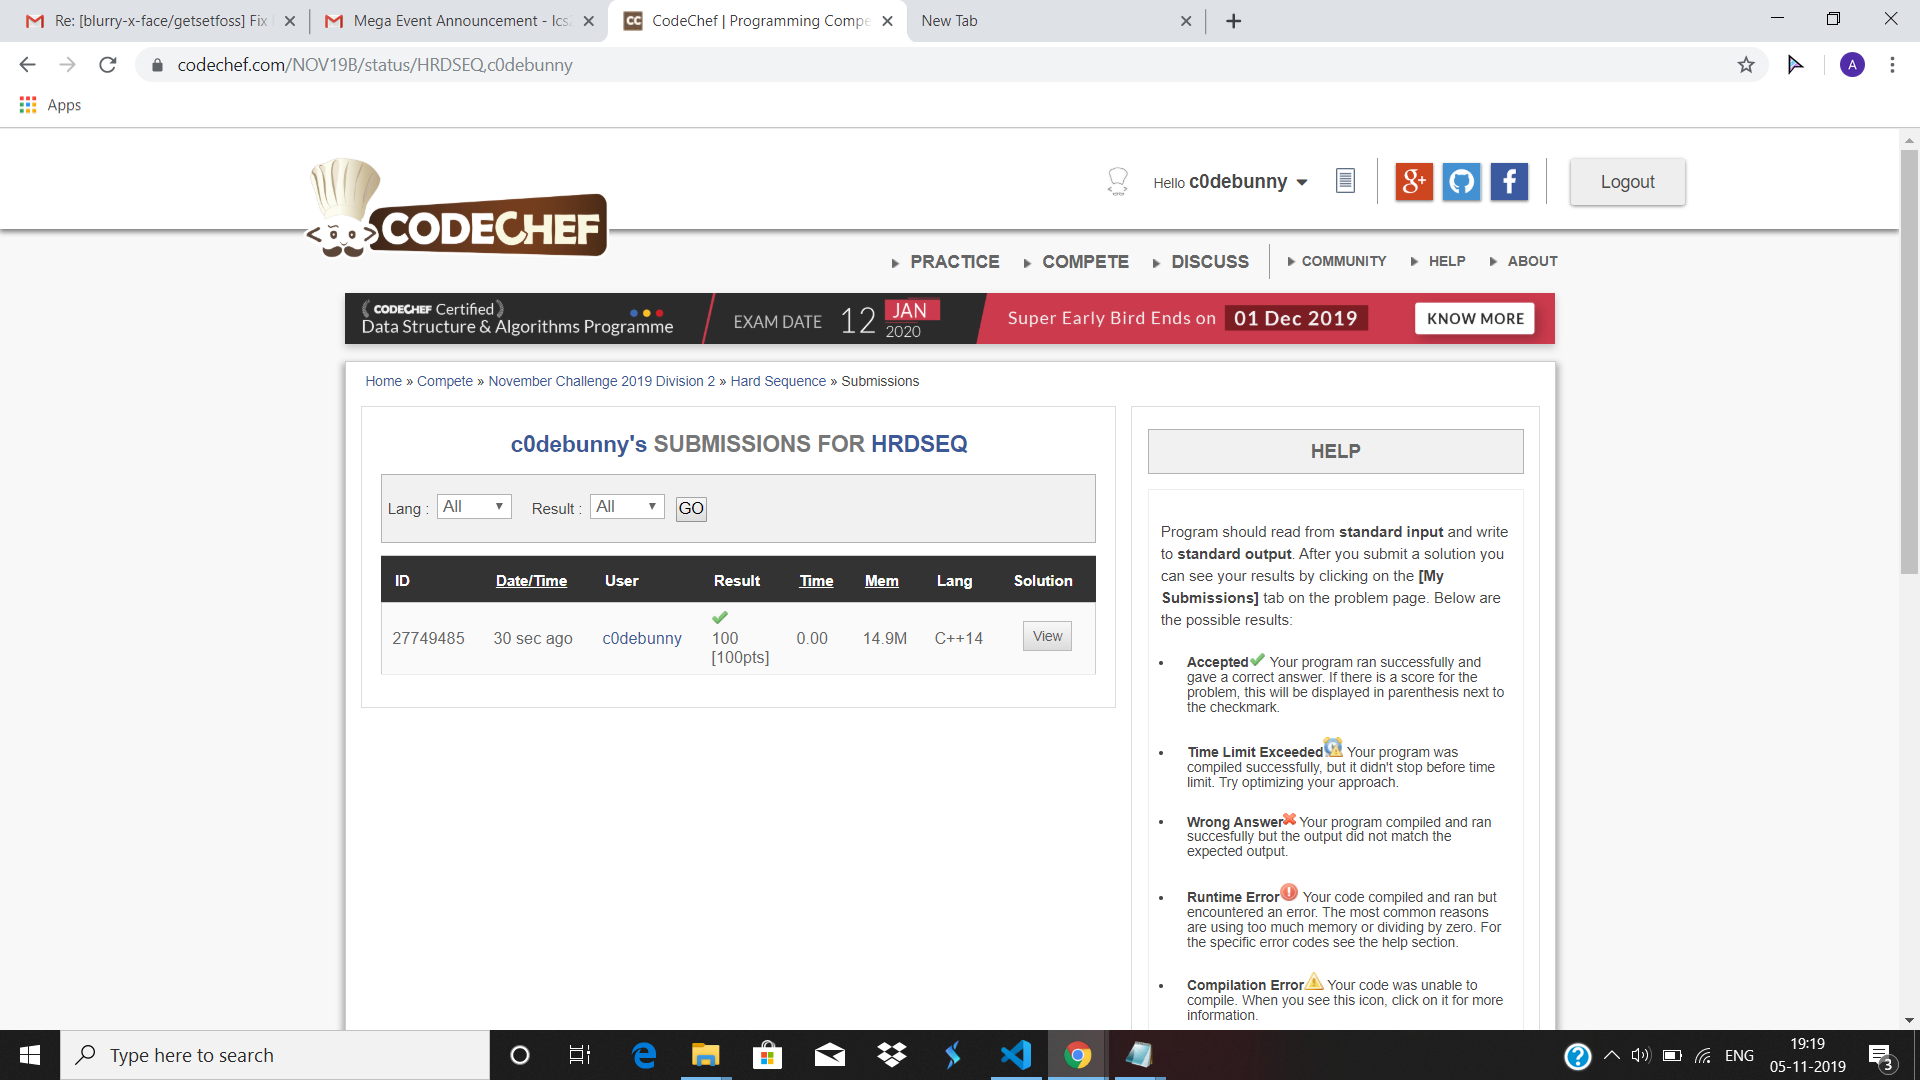 Re: [blurry-x-face/getsetfoss] Fix
Mega Event Announcement - Ics
CodeChef | Programming Compe
New Tab
codechef.com/NOV19B/status/HRDSEQ,c0debunny
A
Apps
CODECHEF
Hello c0debunny
Logout
PRACTICE
COMPETE
DISCUSS
COMMUNITY
HELP
ABOUT
CODECHEF Certified
Data Structure & Algorithms Programme
EXAM DATE 12 JAN 2020
Super Early Bird Ends on 01 Dec 2019
KNOW MORE
Home » Compete » November Challenge 2019 Division 2 » Hard Sequence » Submissions
c0debunny's SUBMISSIONS FOR HRDSEQ
Lang : All Result : All GO
ID Date/Time User Result Time Mem Lang Solution
27749485 30 sec ago c0debunny 100 0.00 14.9M C++14 View
[100pts]
HELP
Program should read from standard input and write
to standard output. After you submit a solution you
can see your results by clicking on the [My
Submissions] tab on the problem page. Below are
the possible results:
Accepted Your program ran successfully and
gave a correct answer. If there is a score for the
problem, this will be displayed in parenthesis next to
the checkmark.
Time Limit Exceeded Your program was
compiled successfully, but it didn't stop before time
limit. Try optimizing your approach.
Wrong Answer Your program compiled and ran
succesfully but the output did not match the
expected output.
Runtime Error Your code compiled and ran but
encountered an error. The most common reasons
are using too much memory or dividing by zero. For
the specific error codes see the help section.
Compilation Error Your code was unable to
compile. When you see this icon, click on it for more
information.
Type here to search
ENG
19:19
05-11-2019
3